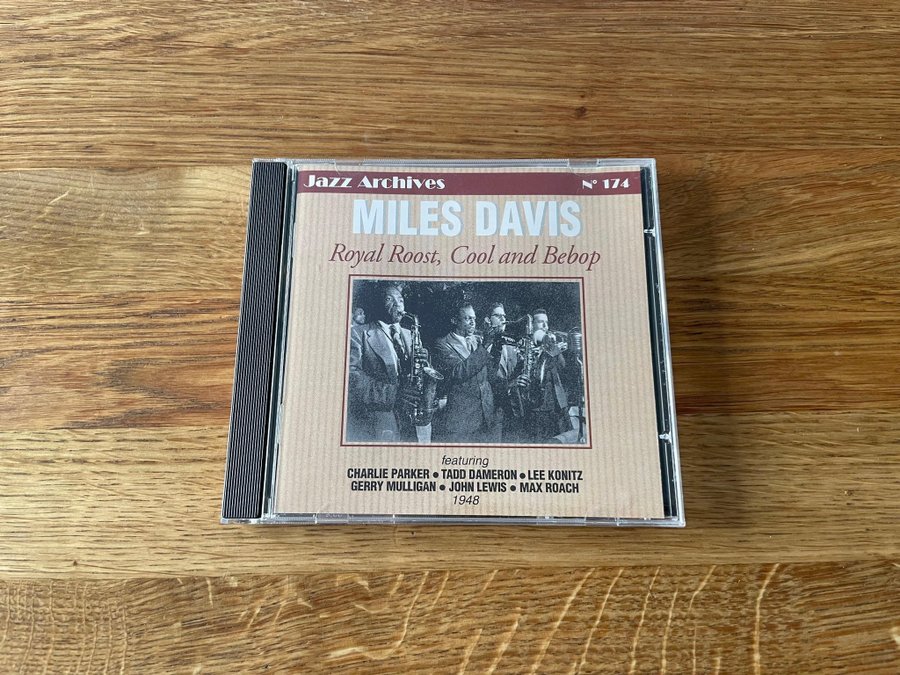 Jazz Archives N° 174
MILES DAVIS
Royal Roost, Cool and Bebop
featuring
CHARLIE PARKER • TADD DAMERON • LEE KONITZ
GERRY MULLIGAN • JOHN LEWIS • MAX ROACH
1948